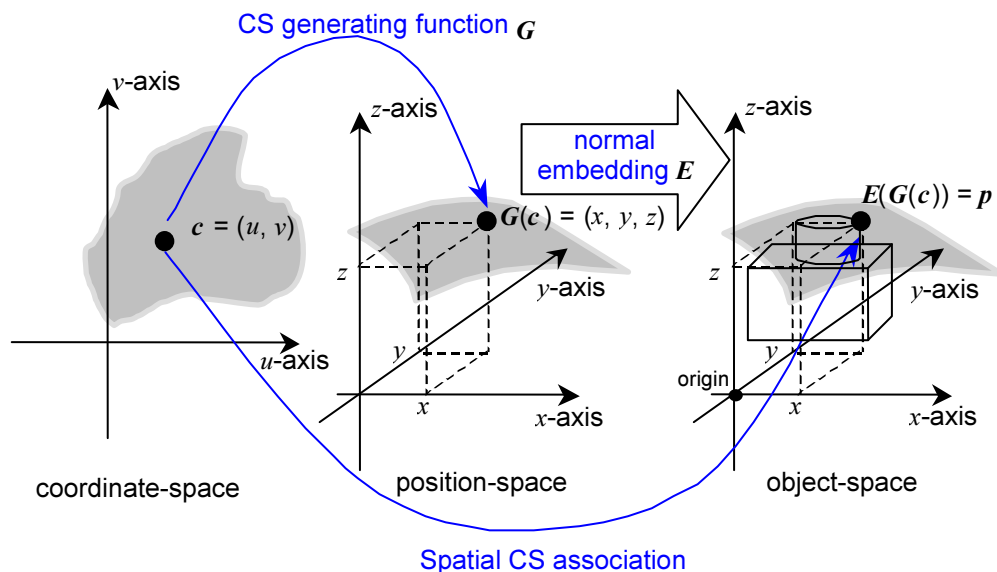 CS generating function G
v-axis
z-axis
z-axis
normal
embedding E
c = (u, v)
G(c) = (x, y, z)
E(G(c)) = p
z
z
y-axis
y-axis
u-axis
y
y
origin
x
x
x-axis
x-axis
coordinate-space
position-space
object-space
Spatial CS association